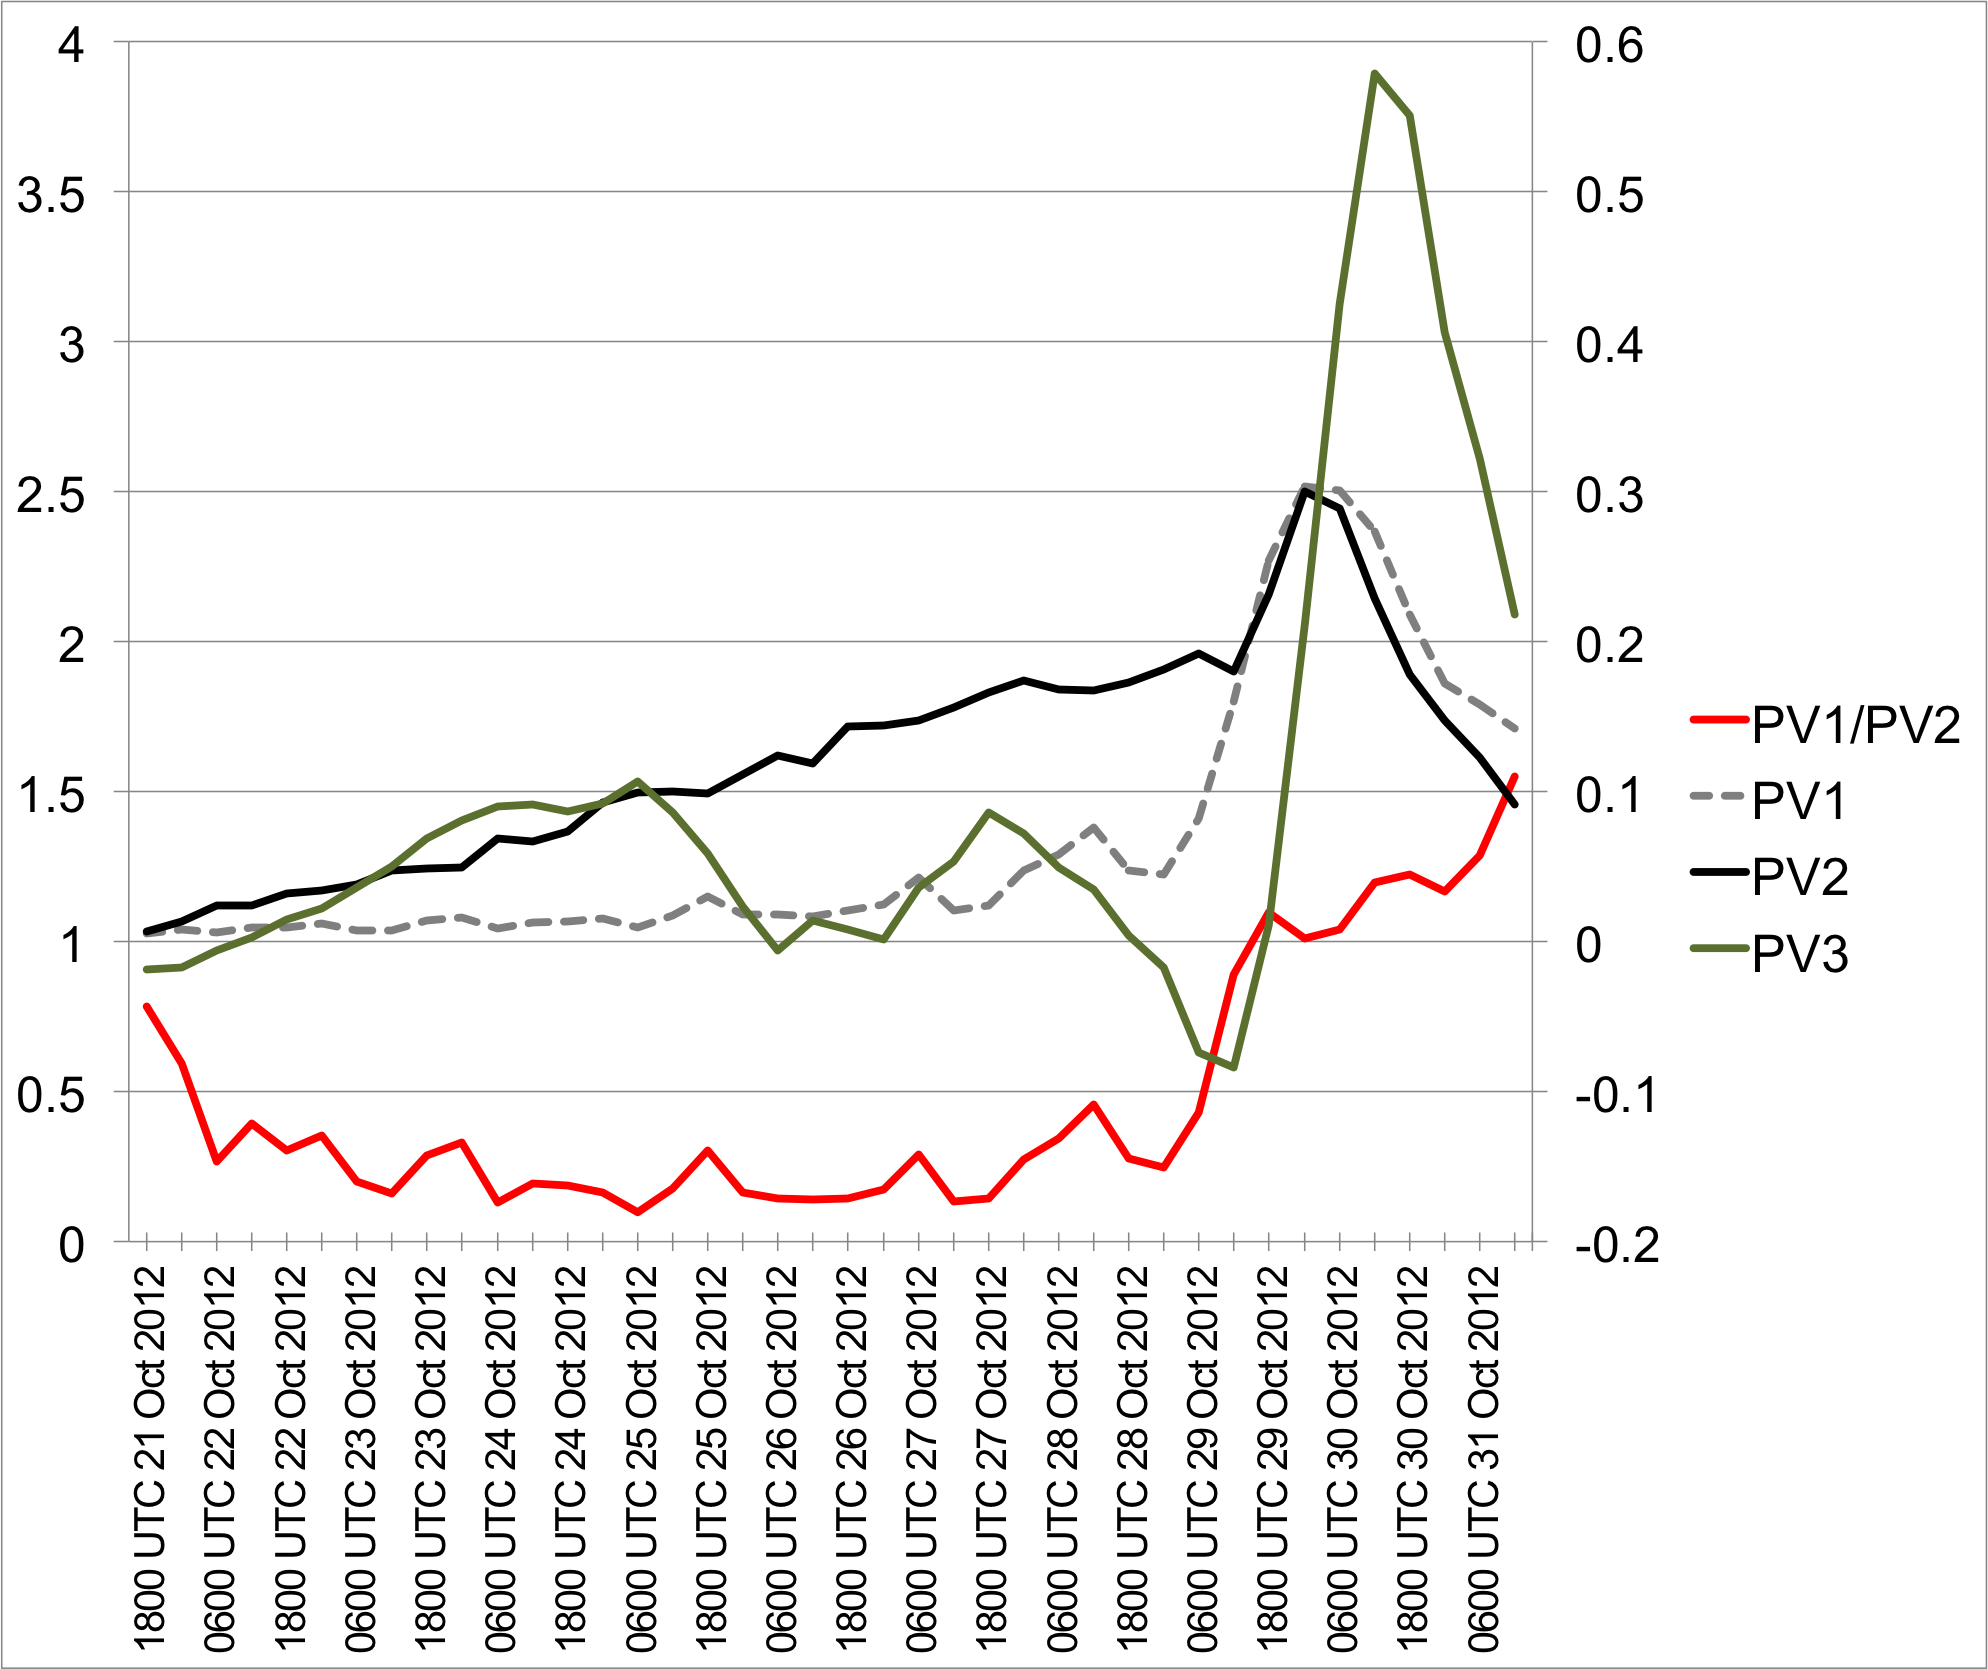 4
3.5
3
2.5
2
1.5
1
0.5
0
0.6
0.5
0.4
0.3
0.2
0.1
0
-0.1
-0.2
PV1/PV2
PV1
PV2
PV3
1800 UTC 21 Oct 2012
0600 UTC 22 Oct 2012
1800 UTC 22 Oct 2012
0600 UTC 23 Oct 2012
1800 UTC 23 Oct 2012
0600 UTC 24 Oct 2012
1800 UTC 24 Oct 2012
0600 UTC 25 Oct 2012
1800 UTC 25 Oct 2012
0600 UTC 26 Oct 2012
1800 UTC 26 Oct 2012
0600 UTC 27 Oct 2012
1800 UTC 27 Oct 2012
0600 UTC 28 Oct 2012
1800 UTC 28 Oct 2012
0600 UTC 29 Oct 2012
1800 UTC 29 Oct 2012
0600 UTC 30 Oct 2012
1800 UTC 30 Oct 2012
0600 UTC 31 Oct 2012